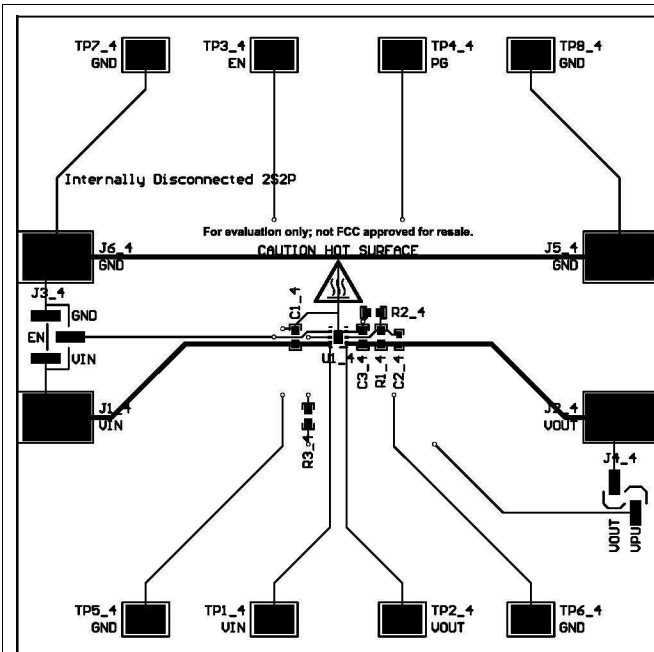 TP7_4
GND
TP3_4
EN
TP4_4
PG
TP8_4
GND
Internally Disconnected 2S2P
For evaluation only; not FCC approved for resale.
CAUTION HOT SURFACE
J6_4
GND
J5_4
GND
J3_4
GND
EN
VIN
C1_4
R2_4
U1_4
C3_4
R1_4
C2_4
J1_4
VIN
J2_4
VOUT
R3_4
J4_4
VOUT
VPU
TP5_4
GND
TP1_4
VIN
TP2_4
VOUT
TP6_4
GND